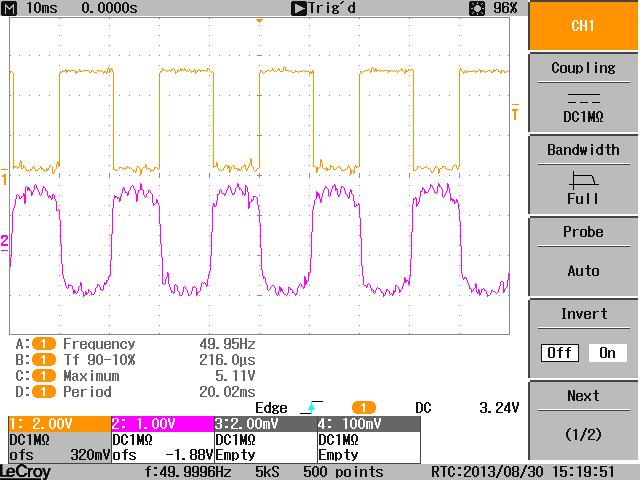 M 10ms 0.0000s Trig'd 96%
CH1
Coupling
DC1MΩ
Bandwidth
Full
Probe
Auto
Invert
Off On
Next
(1/2)
T
1
2
A: 1 Frequency 49.95Hz
B: 1 Tf 90-10% 216.0µs
C: 1 Maximum 5.11V
D: 1 Period 20.02ms
Edge 1 DC 3.24V
1: 2.00V 2: 1.00V 3:2.00mV 4: 100mV
DC1MΩ DC1MΩ DC1MΩ DC1MΩ
ofs 320mV ofs -1.88V Empty Empty
LeCroy f:49.9996Hz 5kS 500 points RTC:2013/08/30 15:19:51